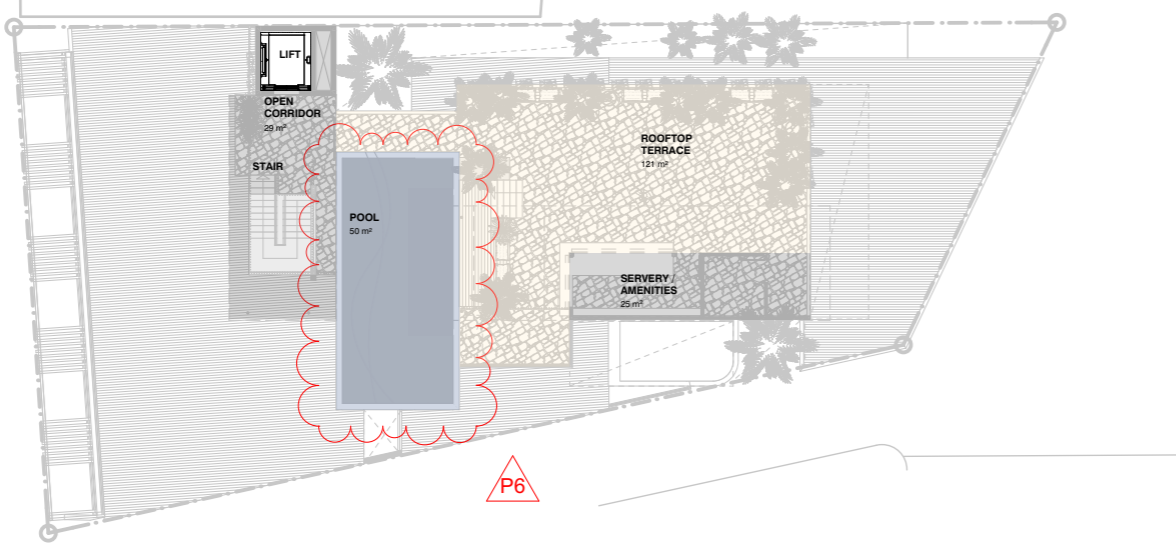 LIFT
OPEN
CORRIDOR
29 m²
STAIR
POOL
50 m²
ROOFTOP
TERRACE
121 m²
SERVERY /
AMENITIES
25 m²
P6